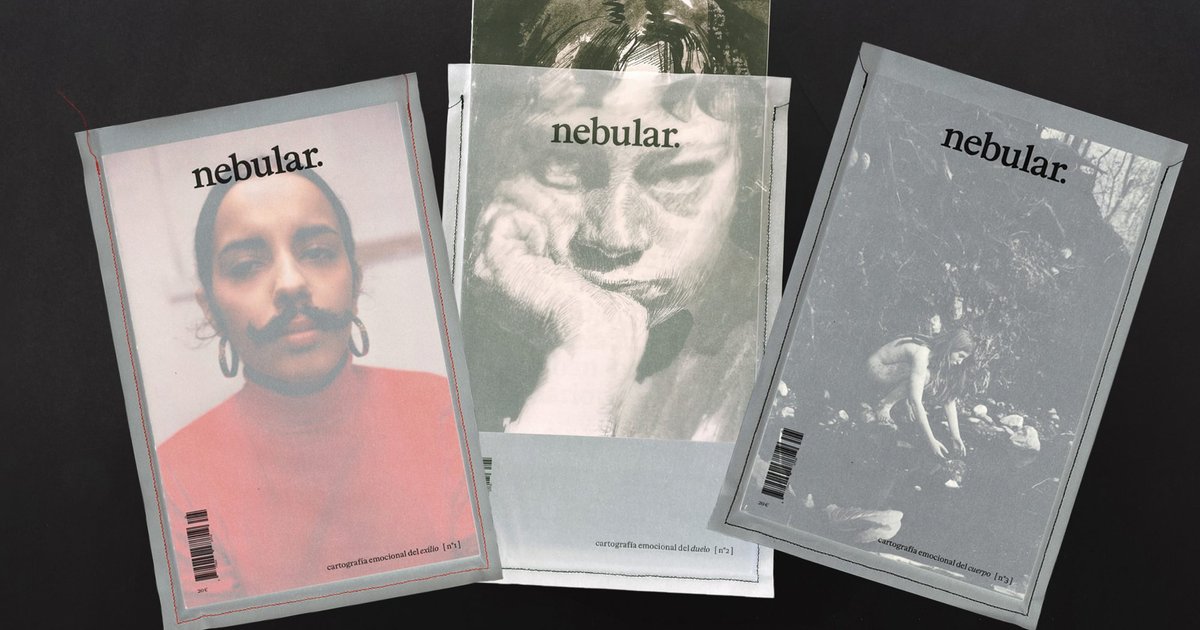 nebular.
cartografía emocional del exilio [nº1]
20 €
nebular.
cartografía emocional del duelo [nº2]
nebular.
cartografía emocional del cuerpo [nº3]
20 €